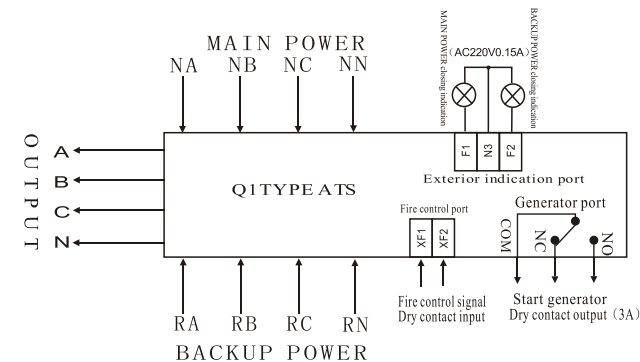 MAIN POWER
NA NB NC NN
MAIN POWER closing indication
(AC220V0.15A)
BACKUP POWER closing indication
F1 N3 F2
Exterior indication port
OUTPUT
A
B
C
N
Q1TYPE ATS
Fire control port
XF1 XF2
Generator port
COM NC NO
Fire control signal
Dry contact input
Start generator
Dry contact output (3A)
RA RB RC RN
BACKUP POWER